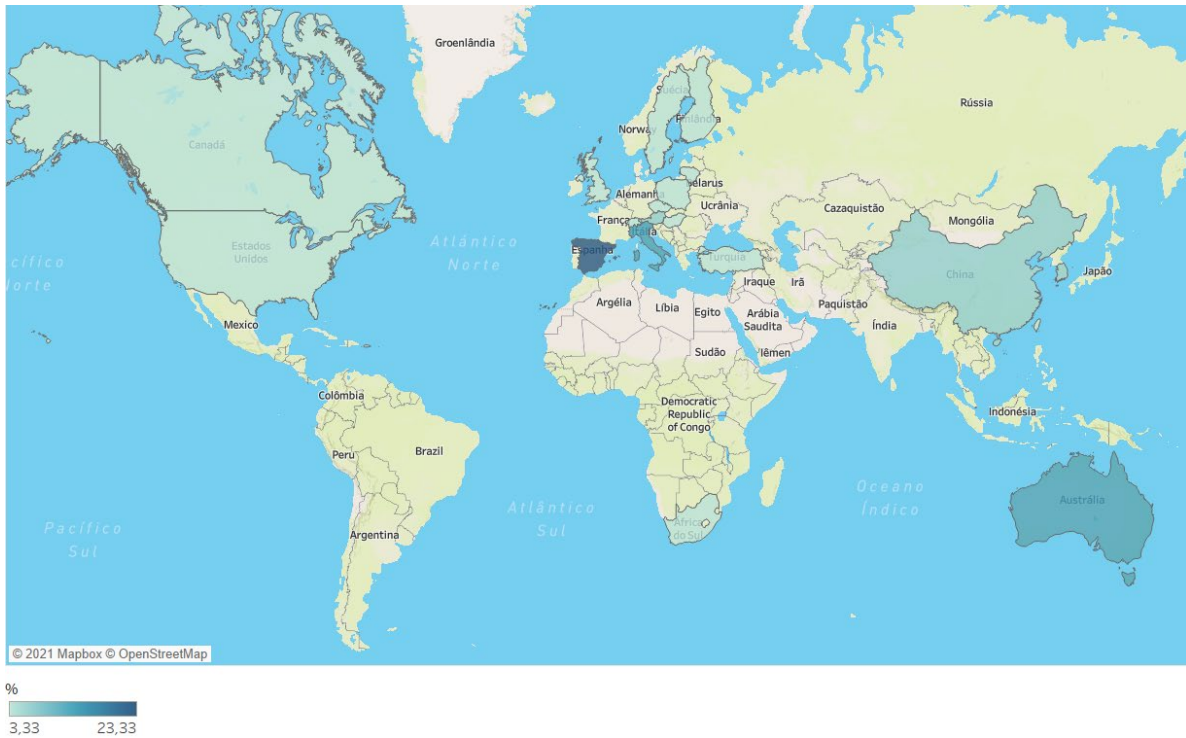 Groenlândia
Rússia
Suécia
Finlândia
Norway
Canadá
Belarus
Alemanha
Ucrânia
França
Cazaquistão
Mongólia
Itália
Estados
Unidos
Atlântico
Norte
Espanha
Turquia
China
Japão
Iraque
Irã
Argélia
Líbia
Egito
Arábia
Saudita
Paquistão
Índia
Mexico
Sudão
Iêmen
Colômbia
Democratic
Republic
of Congo
Indonésia
Peru
Brazil
Oceano
Índico
Austrália
Atlântico
Sul
África
do Sul
Pacífico
Sul
Argentina
© 2021 Mapbox © OpenStreetMap
%
3,33 23,33